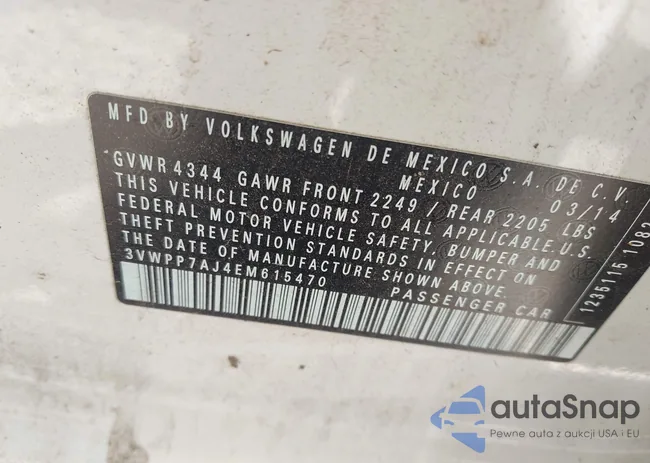 MFD BY VOLKSWAGEN DE MEXICO S.A. DE C.V.
MEXICO 03/14
GVWR 4344 GAWR FRONT 2249 / REAR 2205 LBS
THIS VEHICLE CONFORMS TO ALL APPLICABLE U.S.
FEDERAL MOTOR VEHICLE SAFETY, BUMPER AND
THEFT PREVENTION STANDARDS IN EFFECT ON
THE DATE OF MANUFACTURE SHOWN ABOVE.
3VWPP7AJ4EM615470 PASSENGER CAR
1235115 1082
autaSnap
Pewne auta z aukcji USA i EU